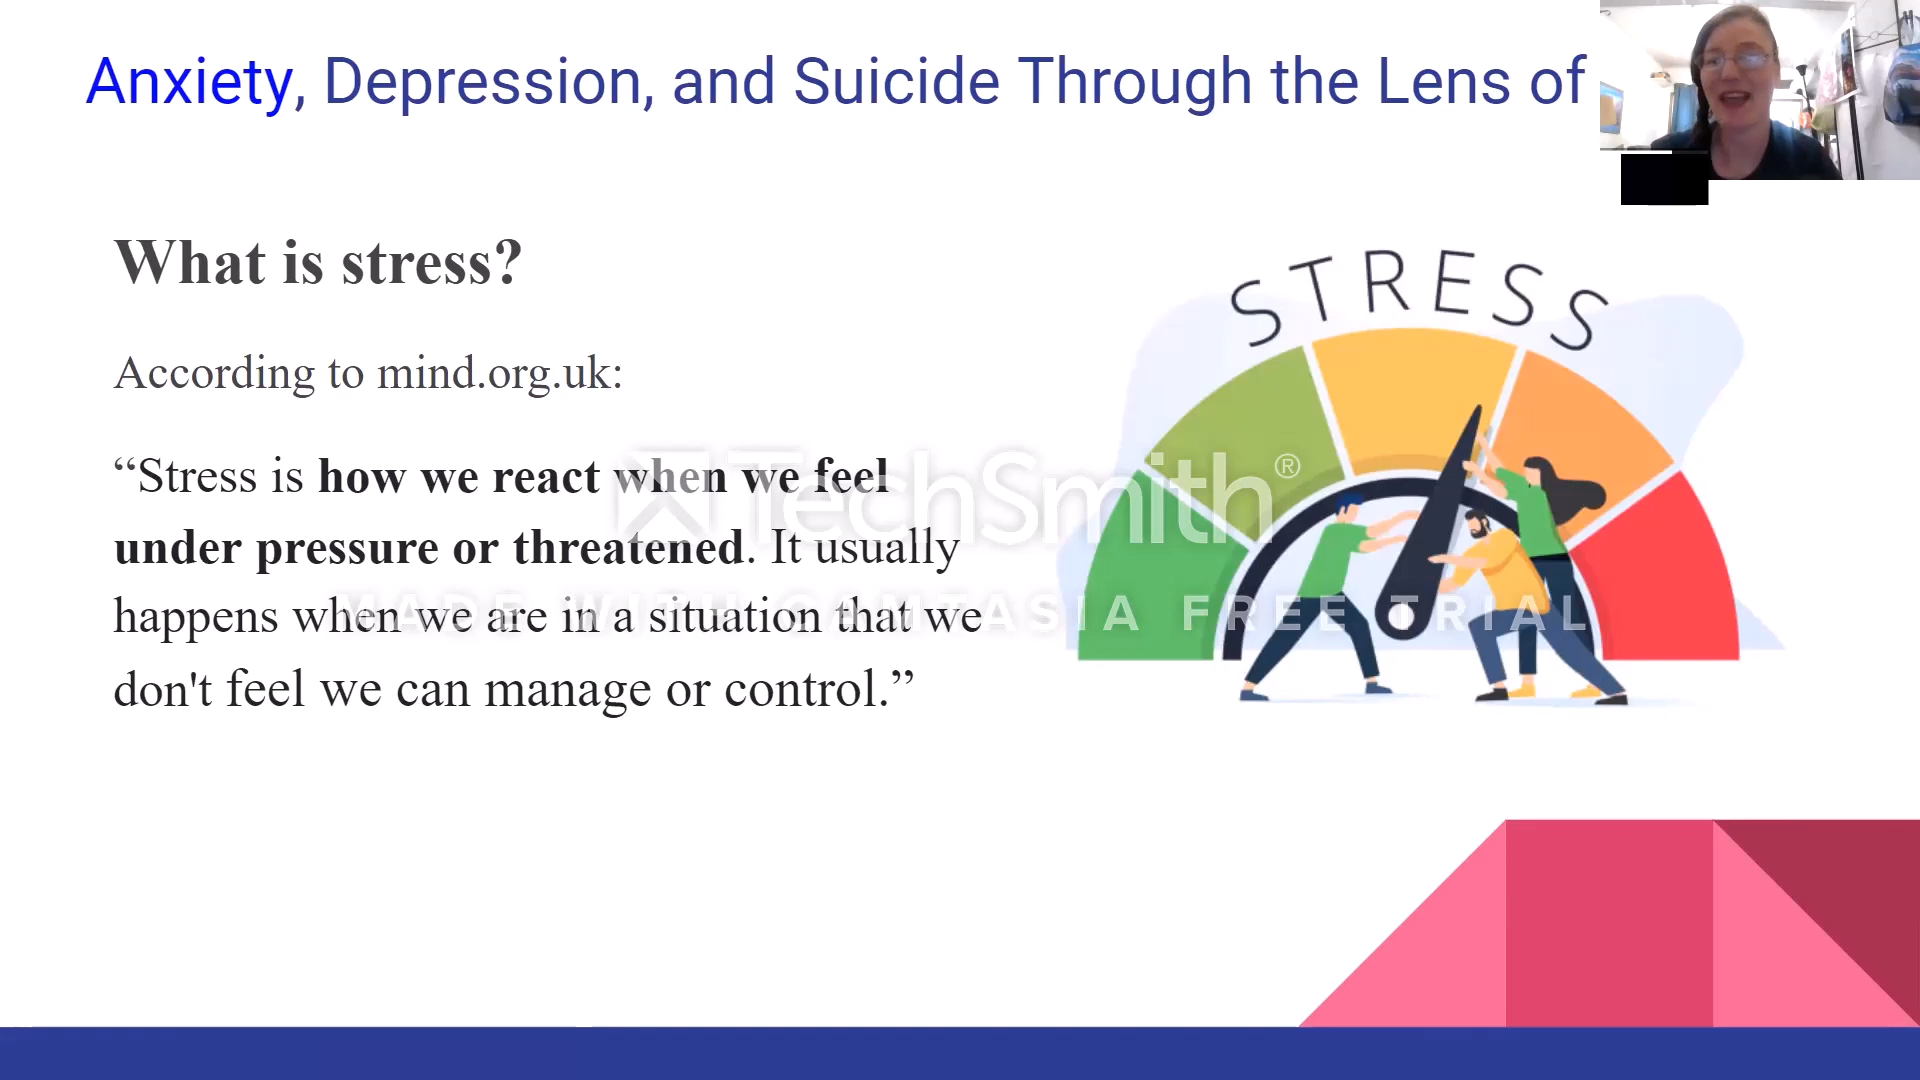 Anxiety, Depression, and Suicide Through the Lens of
STRESS
What is stress?
According to mind.org.uk:
“Stress is how we react when we feel
under pressure or threatened. It usually
happens when we are in a situation that we
don't feel we can manage or control.”
TechSmith®
MADE WITH CAMTASIA FREE TRIAL